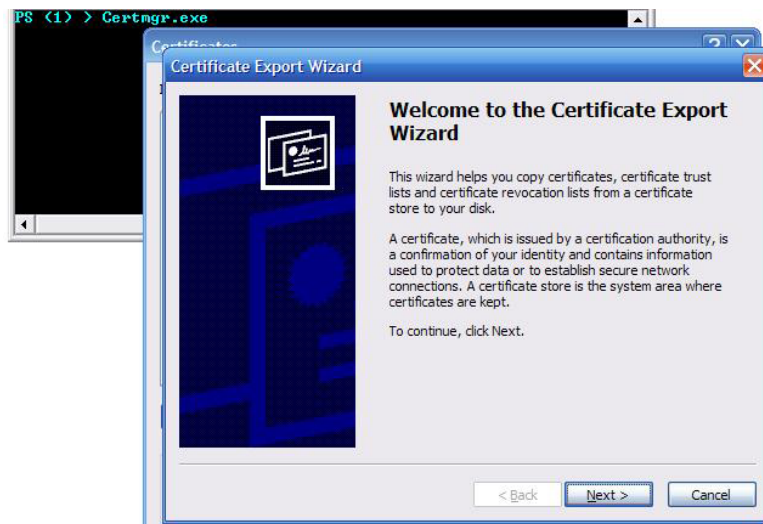 PS (1) > Certmgr.exe
Certificates
Certificate Export Wizard
Welcome to the Certificate Export
Wizard
This wizard helps you copy certificates, certificate trust
lists and certificate revocation lists from a certificate
store to your disk.
A certificate, which is issued by a certification authority, is
a confirmation of your identity and contains information
used to protect data or to establish secure network
connections. A certificate store is the system area where
certificates are kept.
To continue, click Next.
< Back
Next >
Cancel